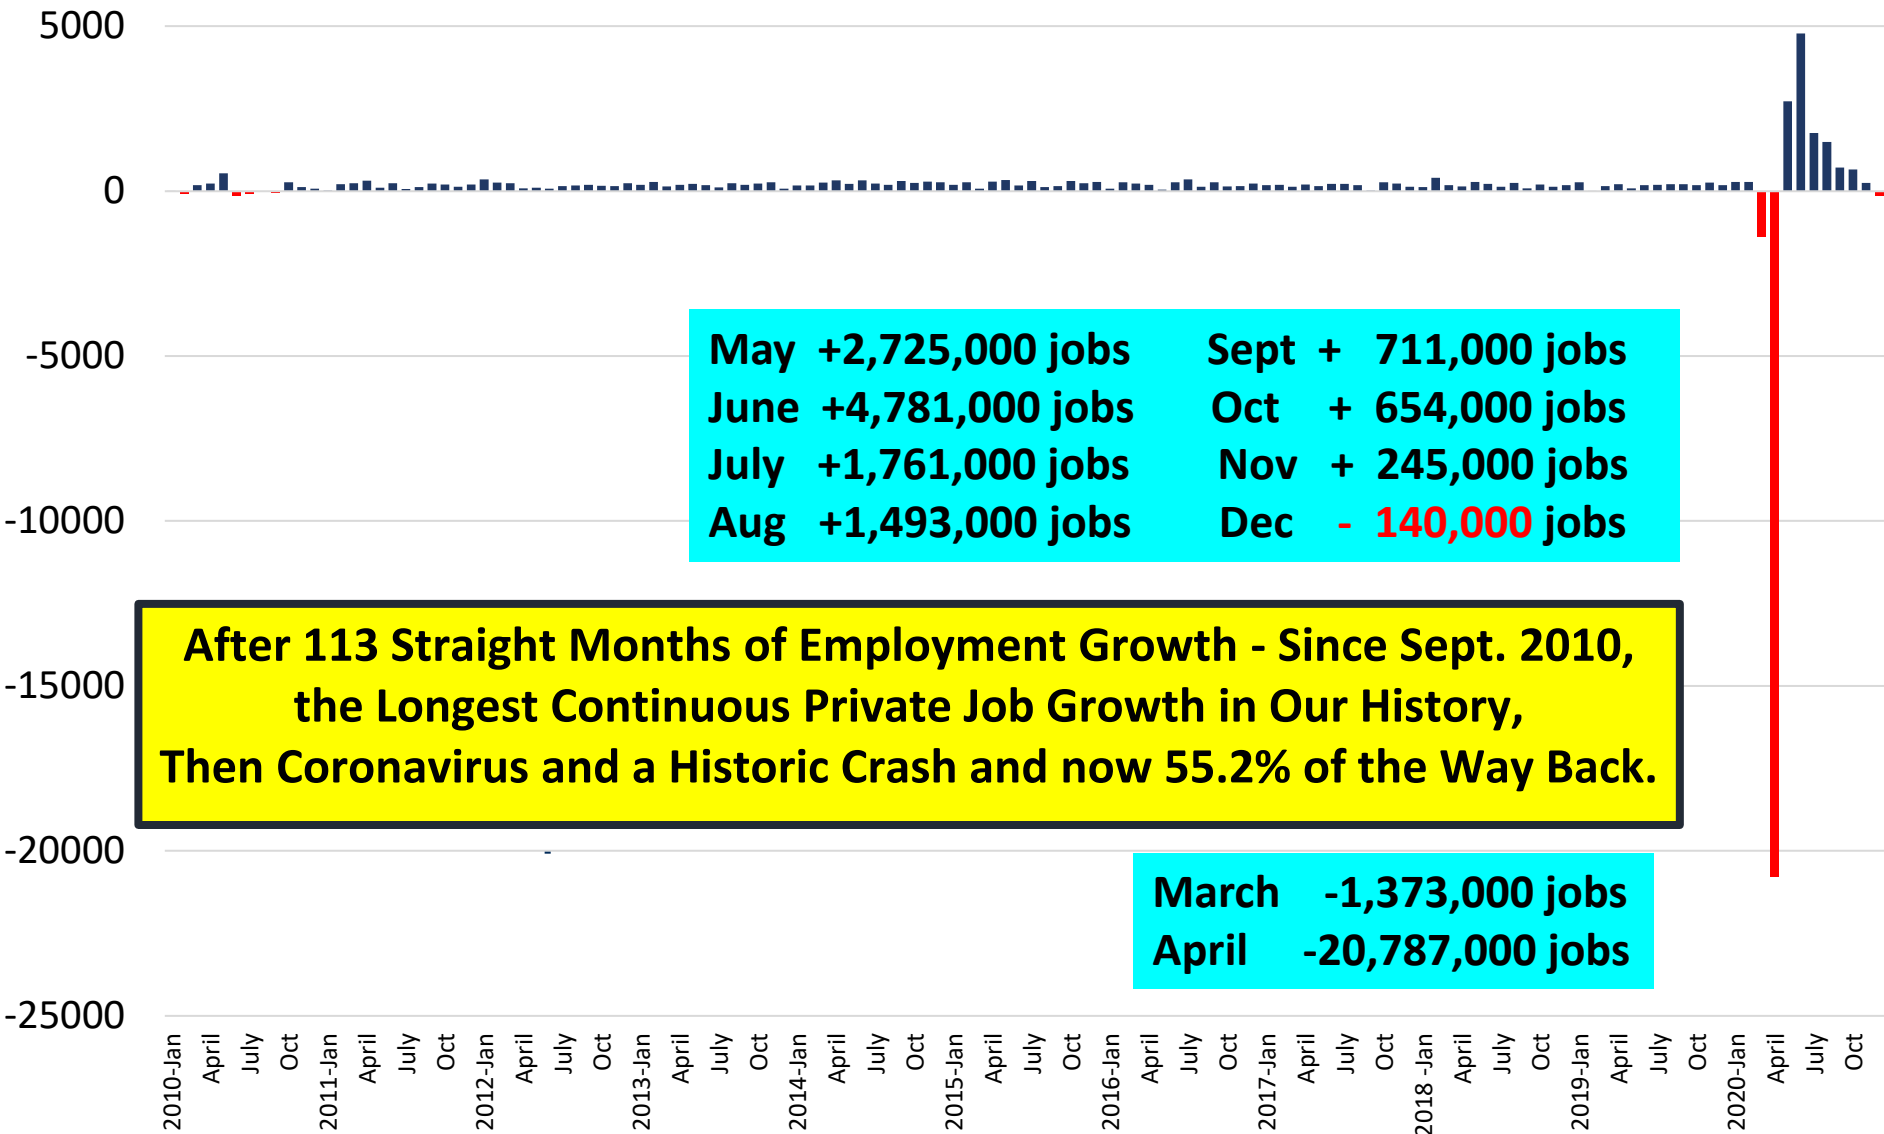 5000
0
-5000
-10000
-15000
-20000
-25000
May +2,725,000 jobs Sept + 711,000 jobs
June +4,781,000 jobs Oct + 654,000 jobs
July +1,761,000 jobs Nov + 245,000 jobs
Aug +1,493,000 jobs Dec - 140,000 jobs
After 113 Straight Months of Employment Growth - Since Sept. 2010,
the Longest Continuous Private Job Growth in Our History,
Then Coronavirus and a Historic Crash and now 55.2% of the Way Back.
-
March -1,373,000 jobs
April -20,787,000 jobs
2010-Jan
April
July
Oct
2011-Jan
April
July
Oct
2012-Jan
April
July
Oct
2013-Jan
April
July
Oct
2014-Jan
April
July
Oct
2015-Jan
April
July
Oct
2016-Jan
April
July
Oct
2017-Jan
April
July
Oct
2018 -Jan
April
July
Oct
2019-Jan
April
July
Oct
2020-Jan
April
July
Oct